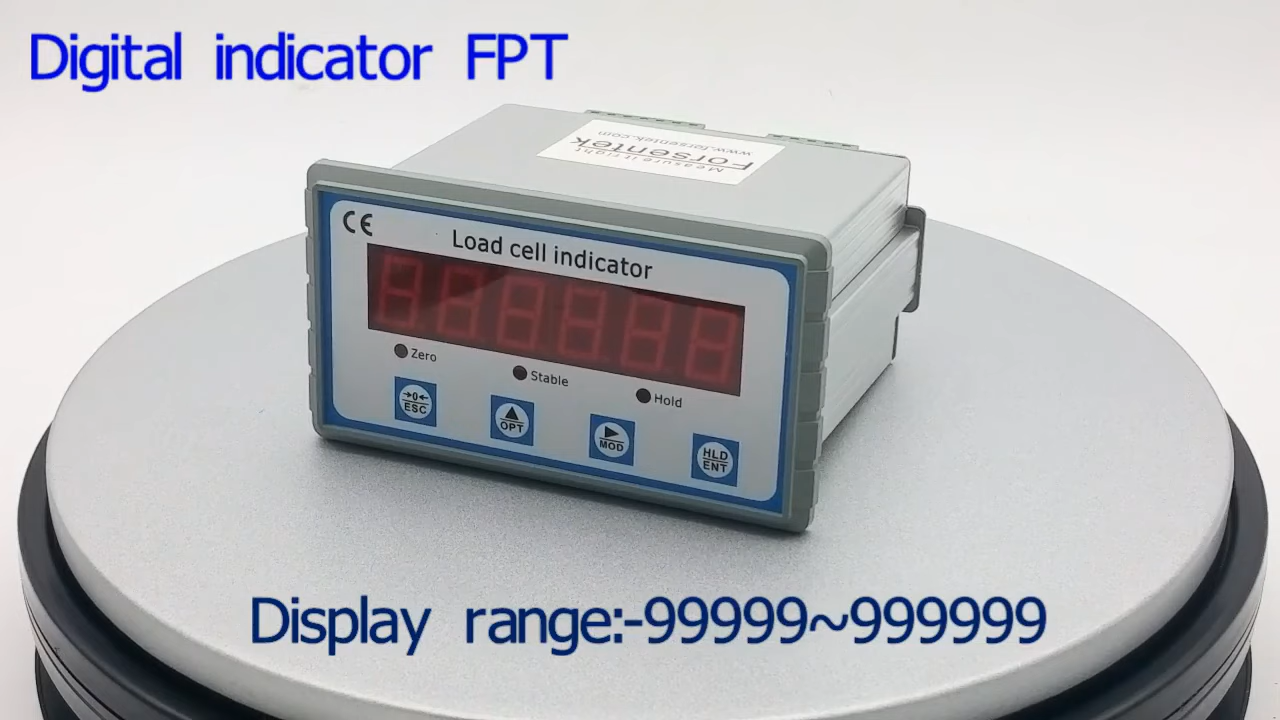 Digital indicator FPT
www.forsentek.com
Forsentek
Measure it right
CE
Load cell indicator
Zero
Stable
Hold
→0←
ESC
▲
OPT
▶
MOD
HLD
ENT
Display range:-99999~999999